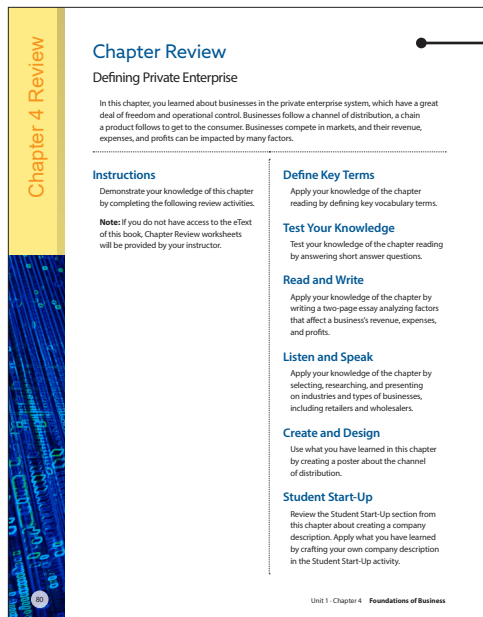 Chapter 4 Review
Chapter Review
Defining Private Enterprise
In this chapter, you learned about businesses in the private enterprise system, which have a great
deal of freedom and operational control. Businesses follow a channel of distribution, a chain
a product follows to get to the consumer. Businesses compete in markets, and their revenue,
expenses, and profits can be impacted by many factors.
Instructions
Demonstrate your knowledge of this chapter
by completing the following review activities.
Note: If you do not have access to the eText
of this book, Chapter Review worksheets
will be provided by your instructor.
Define Key Terms
Apply your knowledge of the chapter
reading by defining key vocabulary terms.
Test Your Knowledge
Test your knowledge of the chapter reading
by answering short answer questions.
Read and Write
Apply your knowledge of the chapter by
writing a two-page essay analyzing factors
that affect a business's revenue, expenses,
and profits.
Listen and Speak
Apply your knowledge of the chapter by
selecting, researching, and presenting
on industries and types of businesses,
including retailers and wholesalers.
Create and Design
Use what you have learned in this chapter
by creating a poster about the channel
of distribution.
Student Start-Up
Review the Student Start-Up section from
this chapter about creating a company
description. Apply what you have learned
by crafting your own company description
in the Student Start-Up activity.
80
Unit 1 - Chapter 4 Foundations of Business